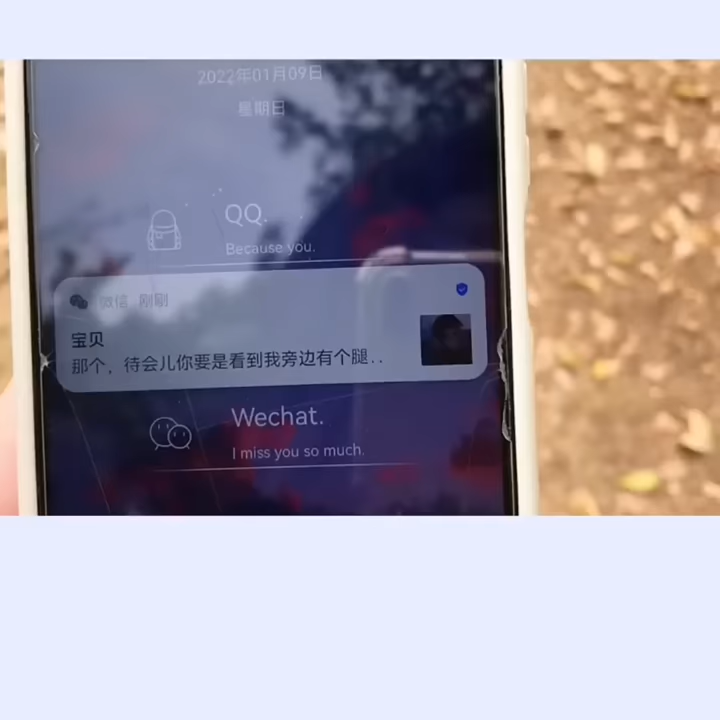 2022年01月09日
星期日
QQ.
Because you.
微信 刚刚
宝贝
那个，待会儿你要是看到我旁边有个腿..
Wechat.
I miss you so much.